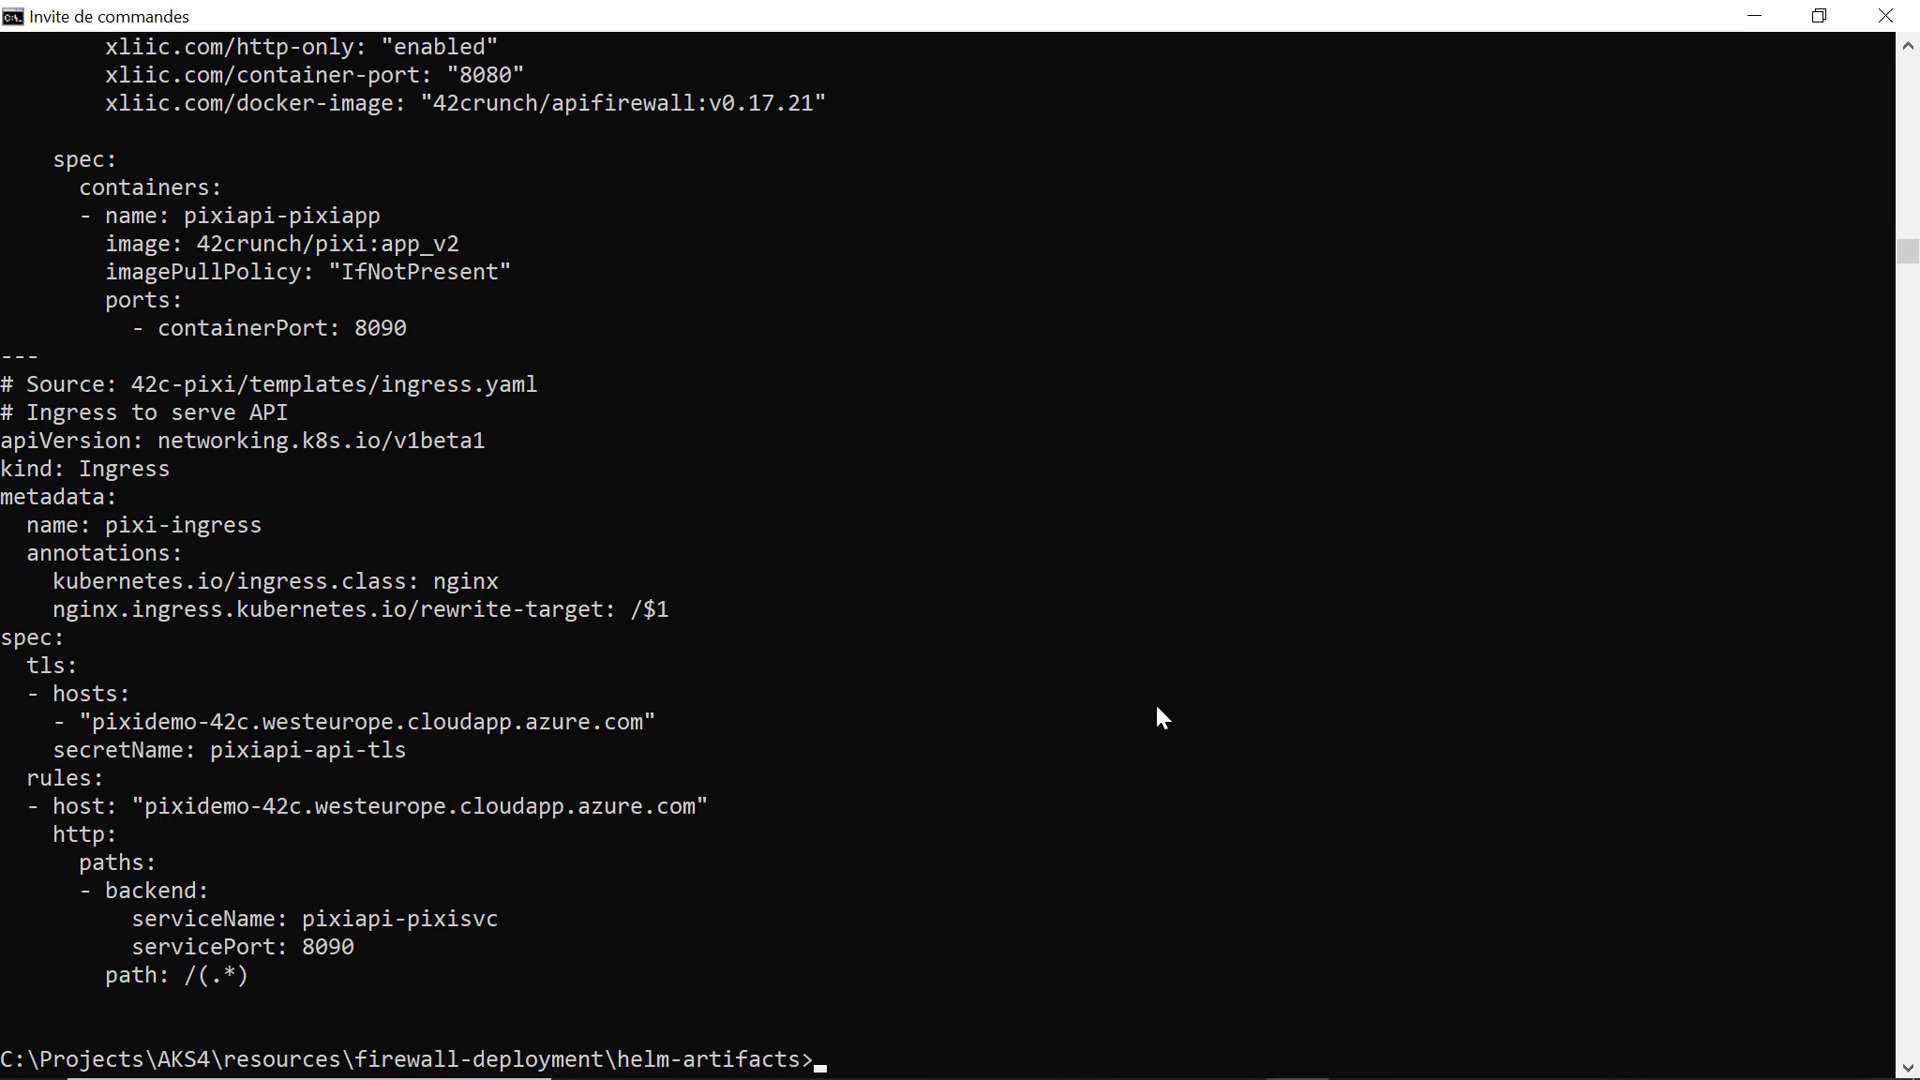 Invite de commandes
xliic.com/http-only: "enabled"
xliic.com/container-port: "8080"
xliic.com/docker-image: "42crunch/apifirewall:v0.17.21"
spec:
containers:
- name: pixiapi-pixiapp
image: 42crunch/pixi:app_v2
imagePullPolicy: "IfNotPresent"
ports:
- containerPort: 8090
---
# Source: 42c-pixi/templates/ingress.yaml
# Ingress to serve API
apiVersion: networking.k8s.io/v1beta1
kind: Ingress
metadata:
name: pixi-ingress
annotations:
kubernetes.io/ingress.class: nginx
nginx.ingress.kubernetes.io/rewrite-target: /$1
spec:
tls:
- hosts:
- "pixidemo-42c.westeurope.cloudapp.azure.com"
secretName: pixiapi-api-tls
rules:
- host: "pixidemo-42c.westeurope.cloudapp.azure.com"
http:
paths:
- backend:
serviceName: pixiapi-pixisvc
servicePort: 8090
path: /(.*)
C:\Projects\AKS4\resources\firewall-deployment\helm-artifacts>